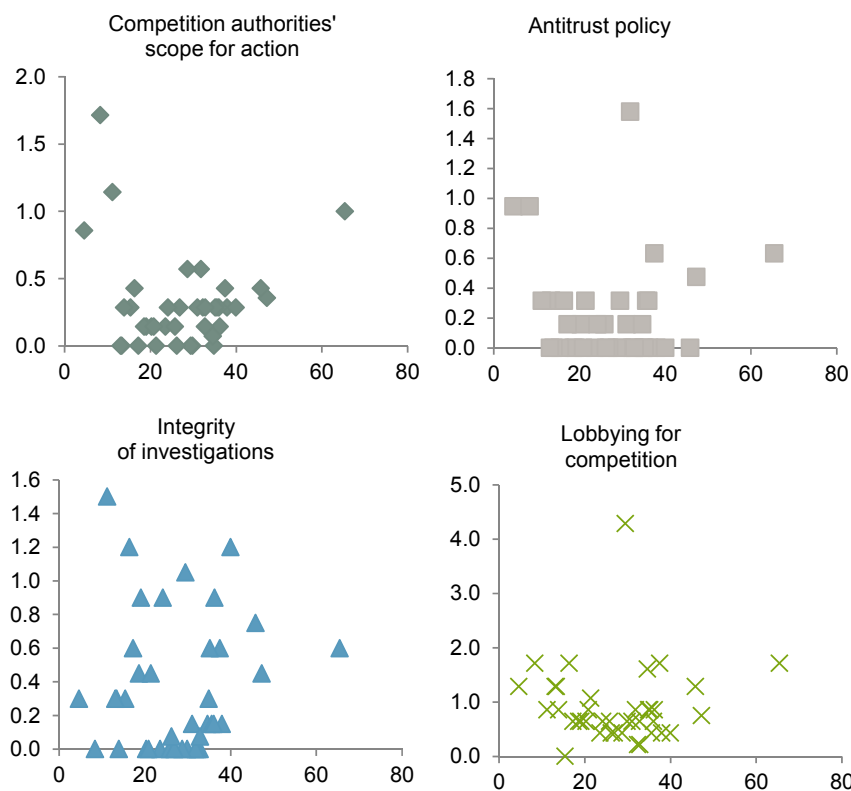 Competition authorities'
scope for action
2.0
1.5
1.0
0.5
0.0
0 20 40 60 80
Antitrust policy
1.8
1.6
1.4
1.2
1.0
0.8
0.6
0.4
0.2
0.0
0 20 40 60 80
Integrity
of investigations
1.6
1.4
1.2
1.0
0.8
0.6
0.4
0.2
0.0
0 20 40 60 80
Lobbying for
competition
5.0
4.0
3.0
2.0
1.0
0.0
0 20 40 60 80